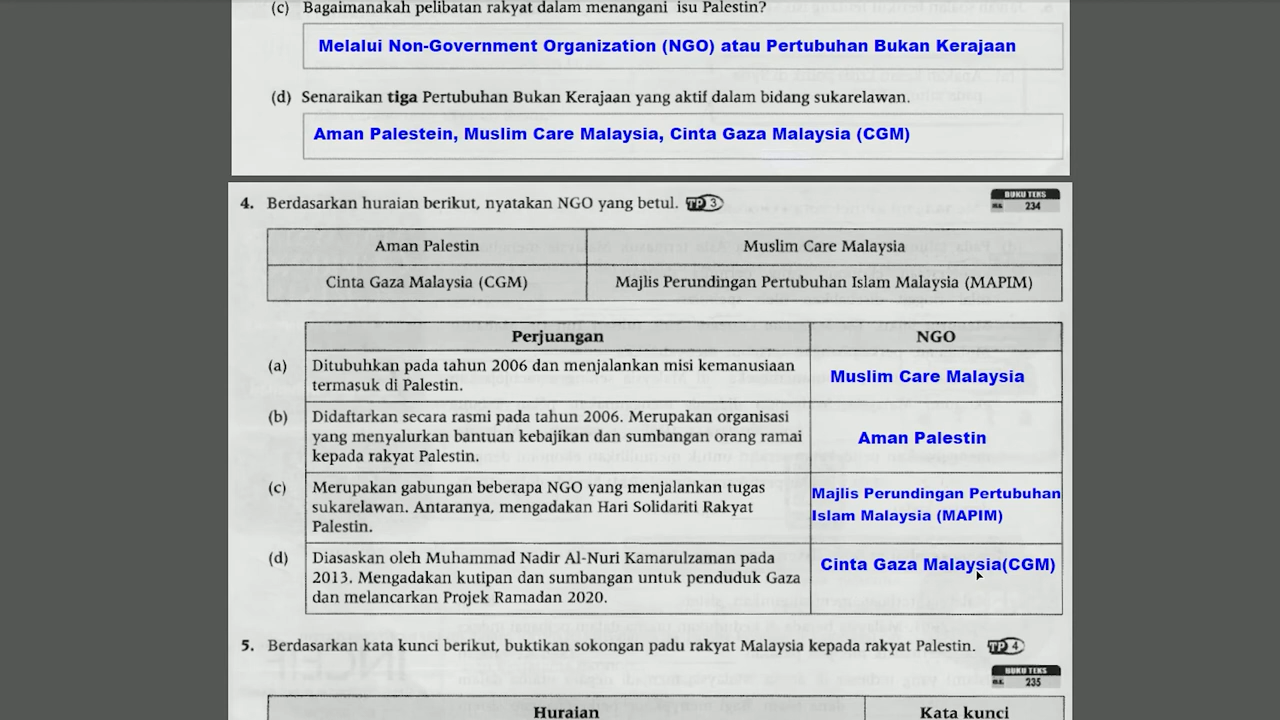 (c) Bagaimanakah pelibatan rakyat dalam menangani isu Palestin?
Melalui Non-Government Organization (NGO) atau Pertubuhan Bukan Kerajaan
(d) Senaraikan tiga Pertubuhan Bukan Kerajaan yang aktif dalam bidang sukarelawan.
Aman Palestein, Muslim Care Malaysia, Cinta Gaza Malaysia (CGM)
4. Berdasarkan huraian berikut, nyatakan NGO yang betul. TP 3
BUKU TEKS
ms 234
Aman Palestin Muslim Care Malaysia
Cinta Gaza Malaysia (CGM) Majlis Perundingan Pertubuhan Islam Malaysia (MAPIM)
Perjuangan NGO
(a) Ditubuhkan pada tahun 2006 dan menjalankan misi kemanusiaan
termasuk di Palestin.
Muslim Care Malaysia
(b) Didaftarkan secara rasmi pada tahun 2006. Merupakan organisasi
yang menyalurkan bantuan kebajikan dan sumbangan orang ramai
kepada rakyat Palestin.
Aman Palestin
(c) Merupakan gabungan beberapa NGO yang menjalankan tugas
sukarelawan. Antaranya, mengadakan Hari Solidariti Rakyat
Palestin.
Majlis Perundingan Pertubuhan
Islam Malaysia (MAPIM)
(d) Diasaskan oleh Muhammad Nadir Al-Nuri Kamarulzaman pada
2013. Mengadakan kutipan dan sumbangan untuk penduduk Gaza
dan melancarkan Projek Ramadan 2020.
Cinta Gaza Malaysia(CGM)
5. Berdasarkan kata kunci berikut, buktikan sokongan padu rakyat Malaysia kepada rakyat Palestin. TP 4
BUKU TEKS
ms 235
Huraian Kata kunci